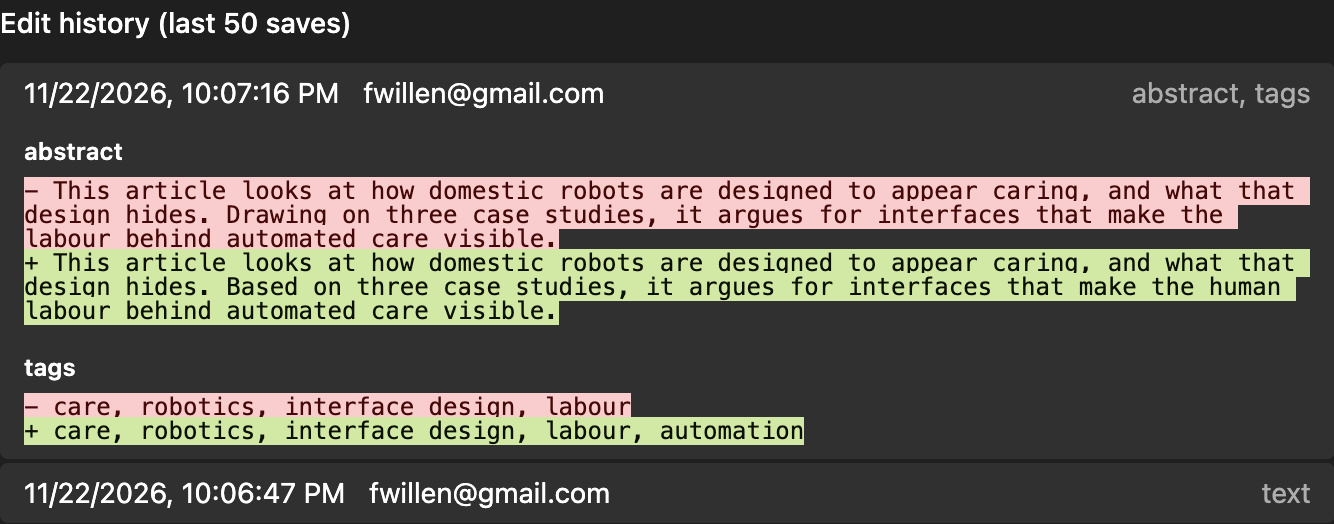 Edit history (last 50 saves)
11/22/2026, 10:07:16 PM fwillen@gmail.com abstract, tags
abstract
− This article looks at how domestic robots are designed to appear caring, and what that
design hides. Drawing on three case studies, it argues for interfaces that make the
labour behind automated care visible.
+ This article looks at how domestic robots are designed to appear caring, and what that
design hides. Based on three case studies, it argues for interfaces that make the human
labour behind automated care visible.
tags
− care, robotics, interface design, labour
+ care, robotics, interface design, labour, automation
11/22/2026, 10:06:47 PM fwillen@gmail.com text